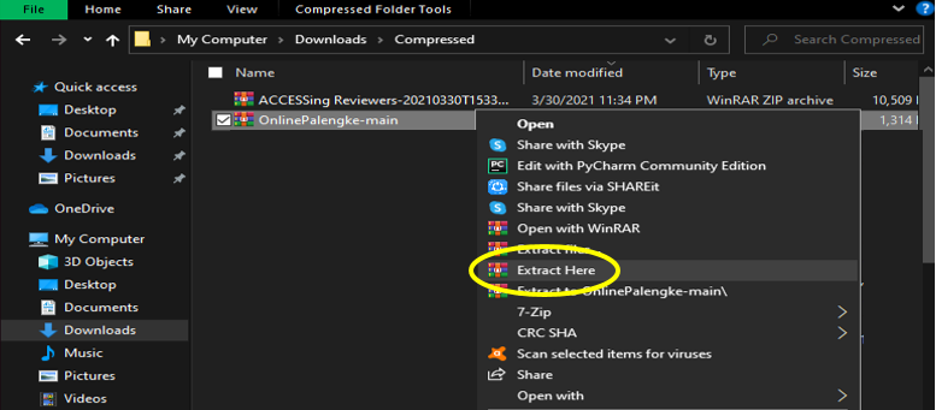 File Home Share View Compressed Folder Tools
My Computer > Downloads > Compressed Search Compressed
Name Date modified Type Size
Quick access
ACCESSing Reviewers-20210330T1533... 3/30/2021 11:34 PM WinRAR ZIP archive 10,509
Desktop
OnlinePalengke-main 1,314
Open
Documents
Share with Skype
Downloads
PC Edit with PyCharm Community Edition
Pictures
Share files via SHAREit
OneDrive
Share with Skype
Open with WinRAR
My Computer
Extract files...
3D Objects
Extract Here
Desktop
Extract to OnlinePalengke-main\
Documents
7-Zip
Downloads
CRC SHA
Music
Scan selected items for viruses
Pictures
Share
Videos
Open with